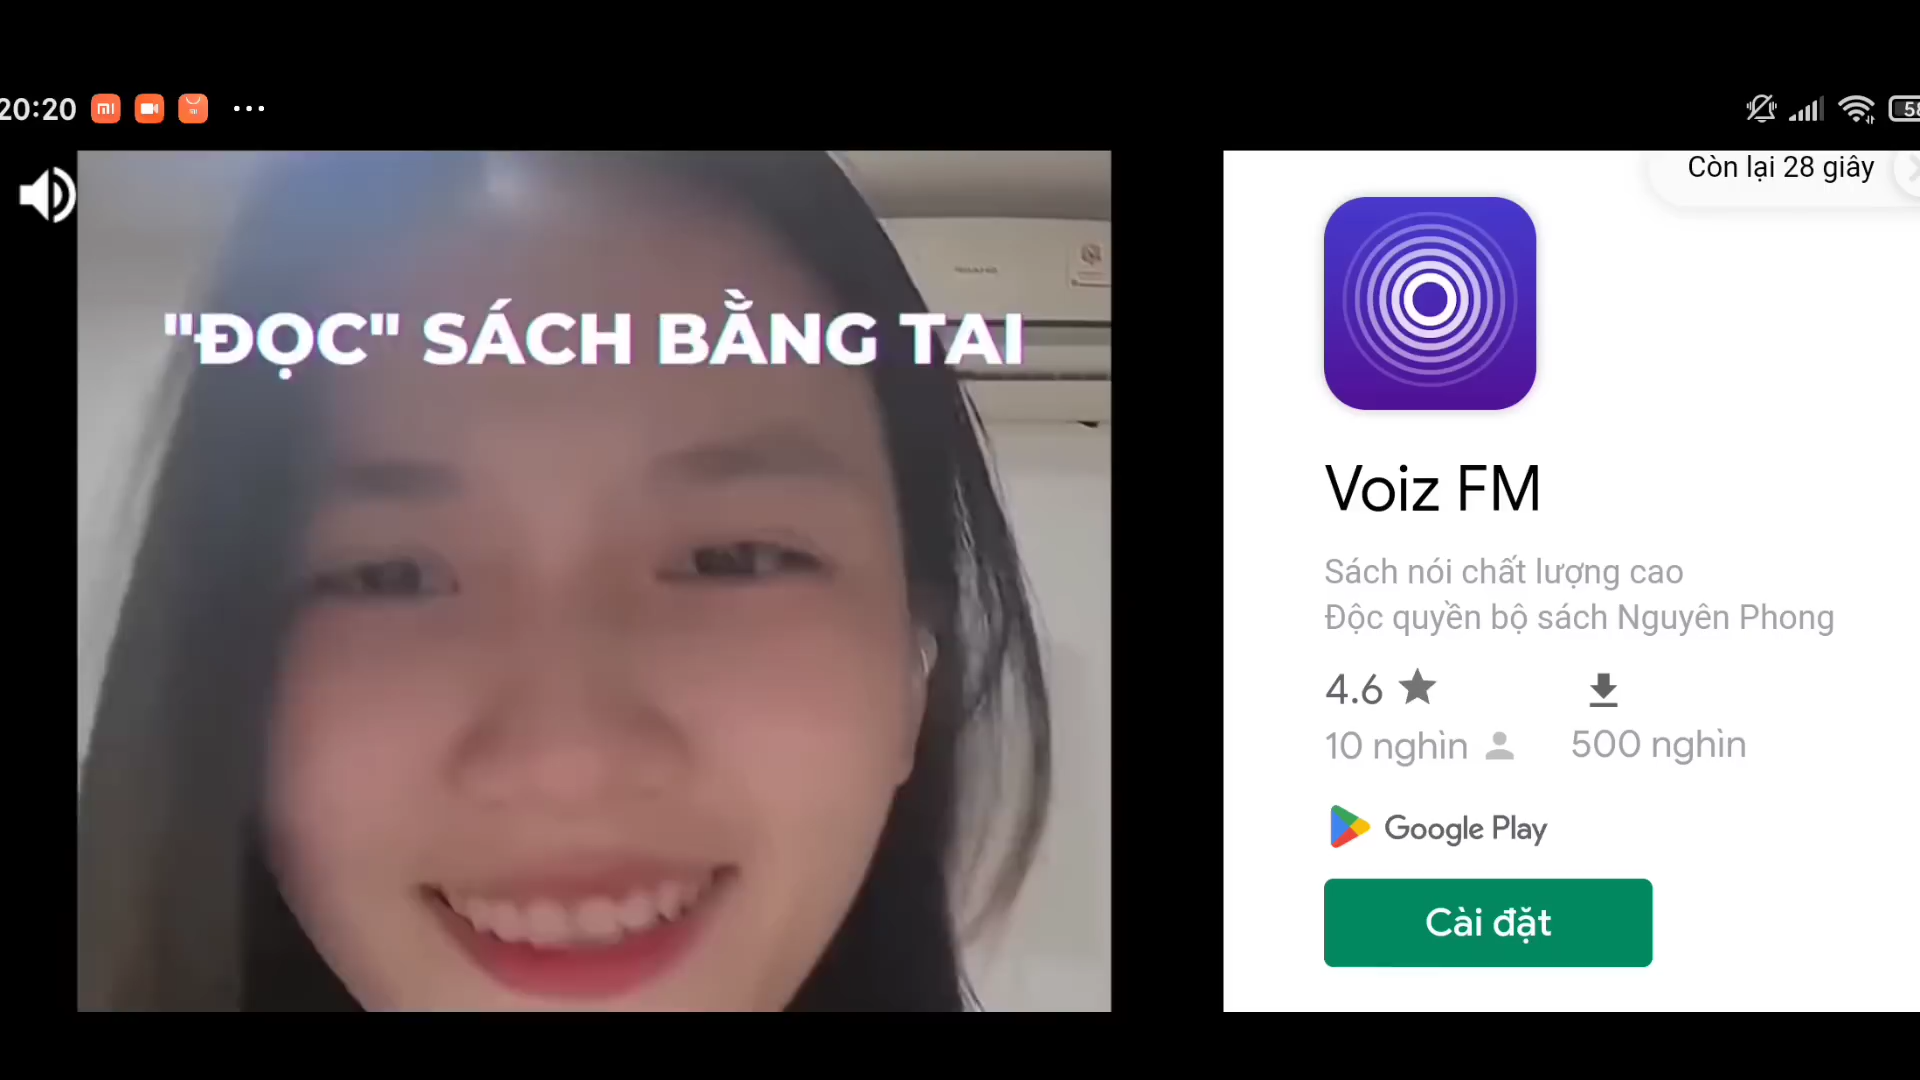 20:20
58
Còn lại 28 giây
"ĐỌC" SÁCH BẰNG TAI
Voiz FM
Sách nói chất lượng cao
Độc quyền bộ sách Nguyên Phong
4.6
10 nghìn
500 nghìn
Google Play
Cài đặt